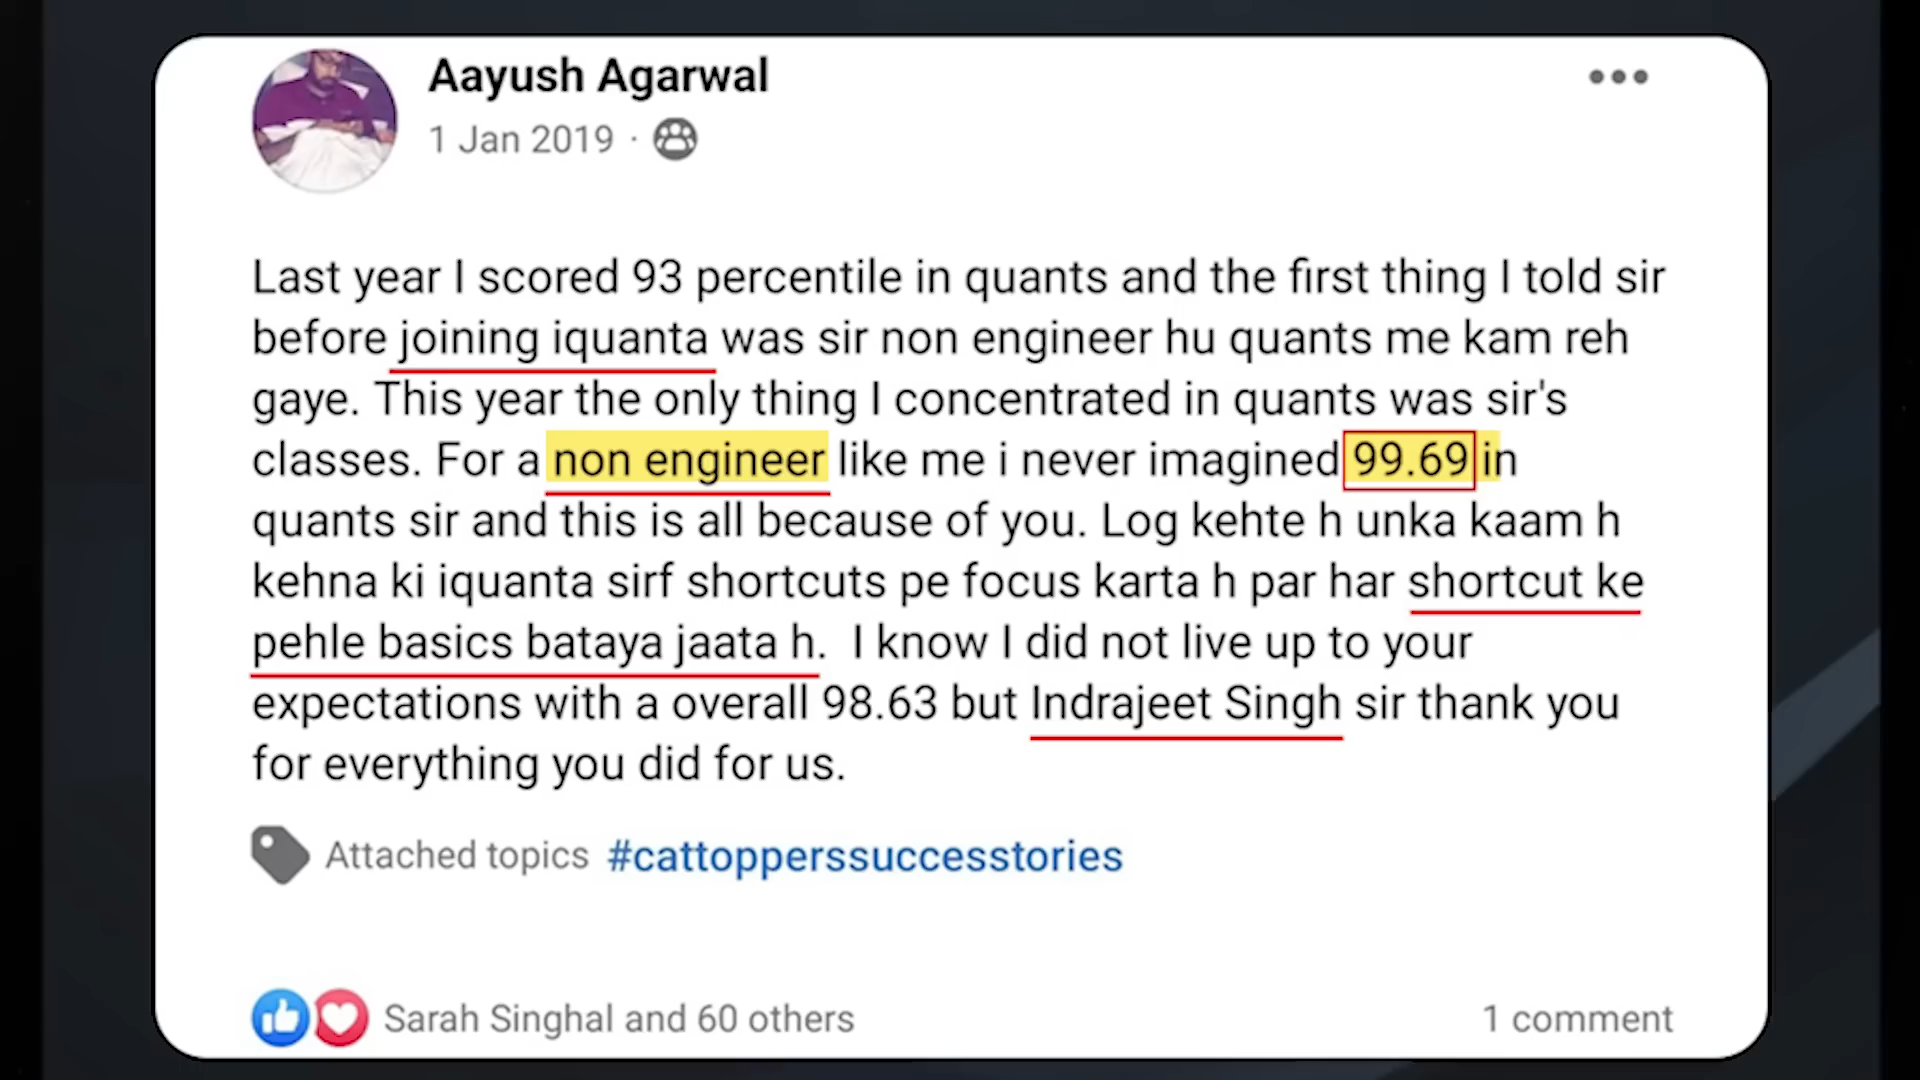 Aayush Agarwal
1 Jan 2019 ·
Last year I scored 93 percentile in quants and the first thing I told sir
before joining iquanta was sir non engineer hu quants me kam reh
gaye. This year the only thing I concentrated in quants was sir's
classes. For a non engineer like me i never imagined 99.69 in
quants sir and this is all because of you. Log kehte h unka kaam h
kehna ki iquanta sirf shortcuts pe focus karta h par har shortcut ke
pehle basics bataya jaata h. I know I did not live up to your
expectations with a overall 98.63 but Indrajeet Singh sir thank you
for everything you did for us.
Attached topics #cattopperssuccesstories
Sarah Singhal and 60 others 1 comment